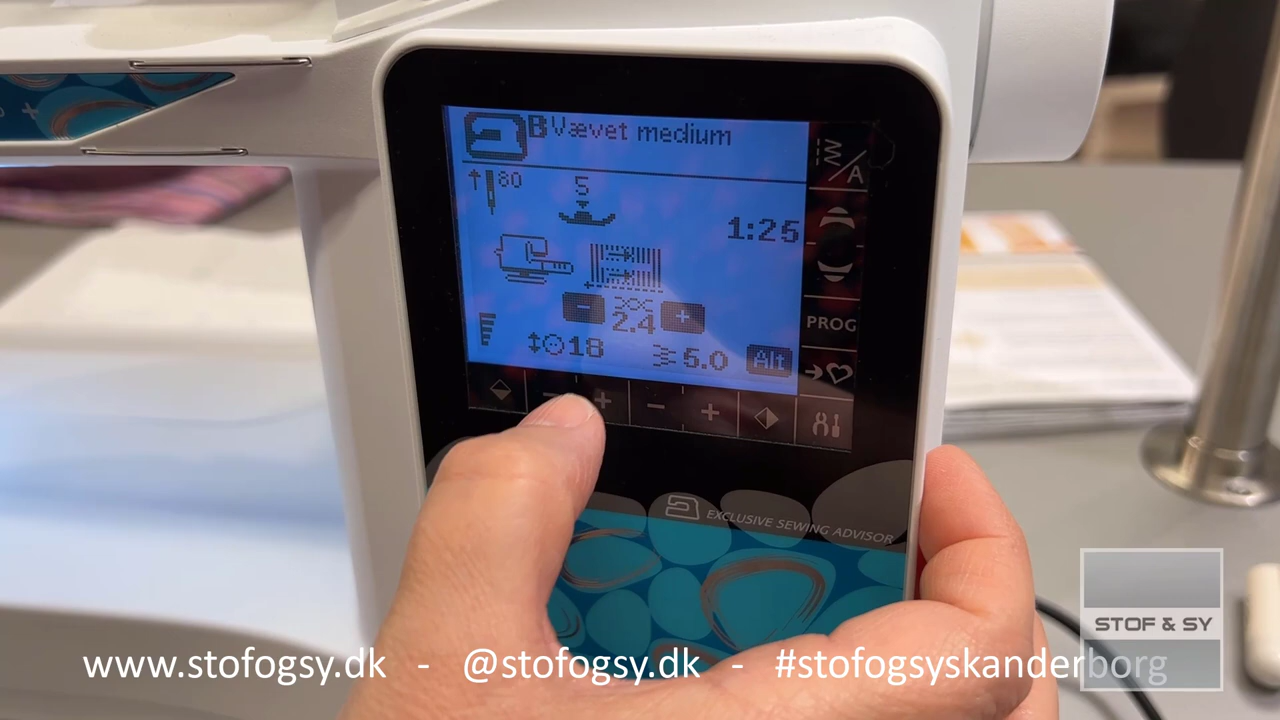 B Vævet medium
80
S
1:25
2.4
18
5.0
Alt
A
PROG
EXCLUSIVE SEWING ADVISOR
STOF & SY
www.stofogsy.dk - @stofogsy.dk - #stofogsyskanderborg